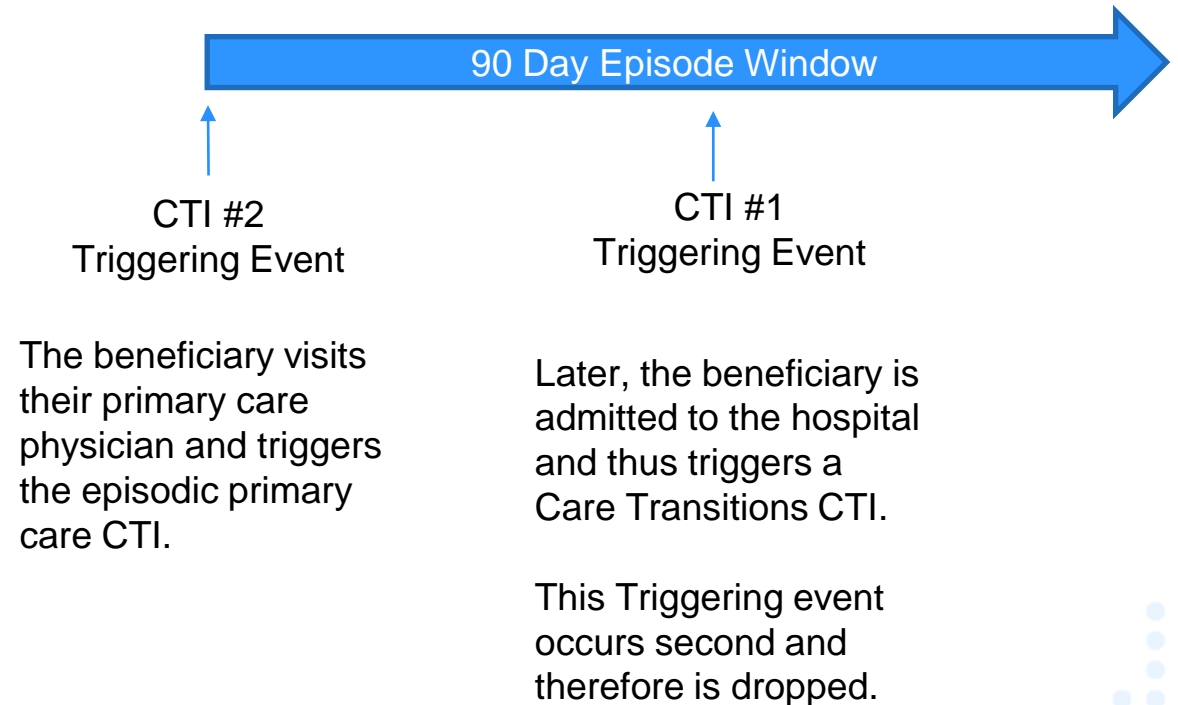 90 Day Episode Window
CTI #2
Triggering Event
The beneficiary visits
their primary care
physician and triggers
the episodic primary
care CTI.
CTI #1
Triggering Event
Later, the beneficiary is
admitted to the hospital
and thus triggers a
Care Transitions CTI.
This Triggering event
occurs second and
therefore is dropped.